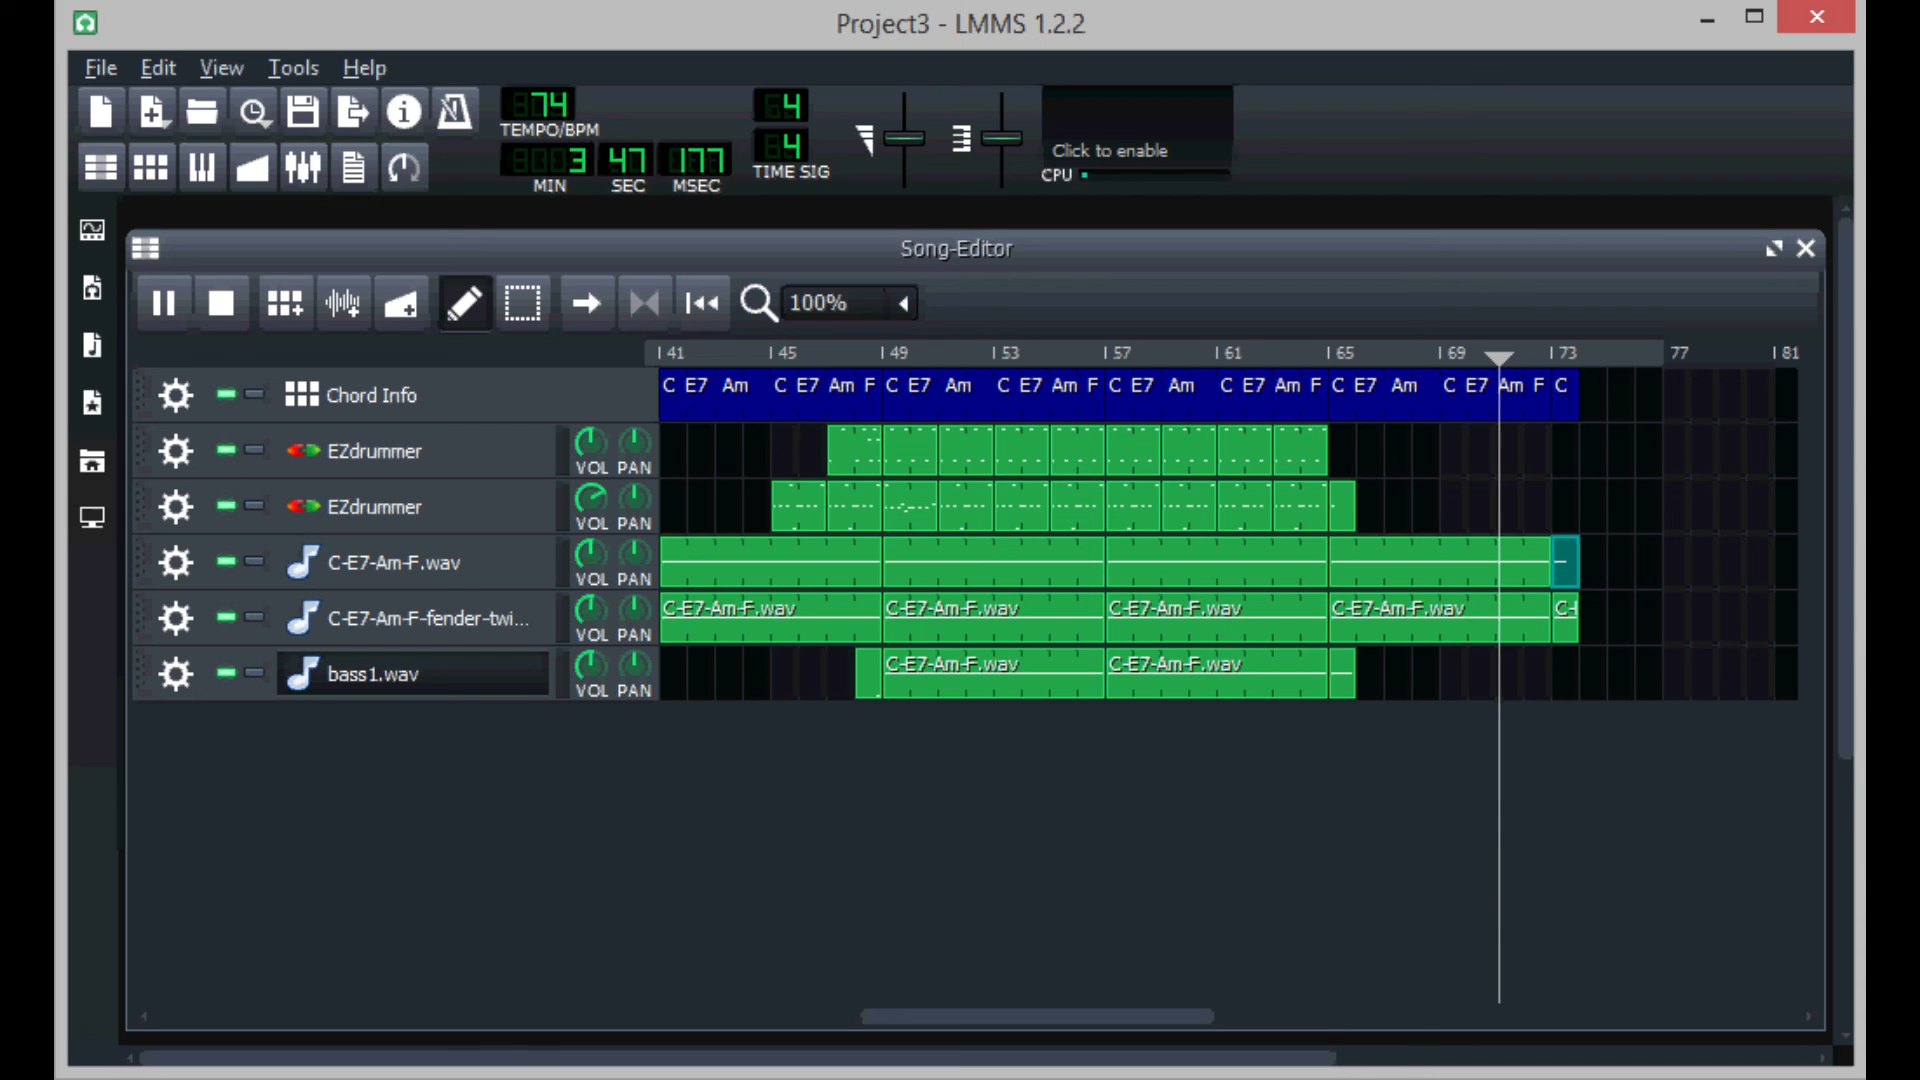 Project3 - LMMS 1.2.2
File Edit View Tools Help
74
TEMPO/BPM
3 47 177
MIN SEC MSEC
4
4
TIME SIG
Click to enable
CPU
Song-Editor
100%
41 45 49 53 57 61 65 69 73 77 81
Chord Info
C E7 Am C E7 Am F C E7 Am C E7 Am F C E7 Am C E7 Am F C E7 Am C E7 Am F C
EZdrummer
VOL PAN
EZdrummer
VOL PAN
C-E7-Am-F.wav
VOL PAN
C-E7-Am-F-fender-twi...
VOL PAN
C-E7-Am-F.wav C-E7-Am-F.wav C-E7-Am-F.wav C-E7-Am-F.wav
bass1.wav
VOL PAN
C-E7-Am-F.wav C-E7-Am-F.wav